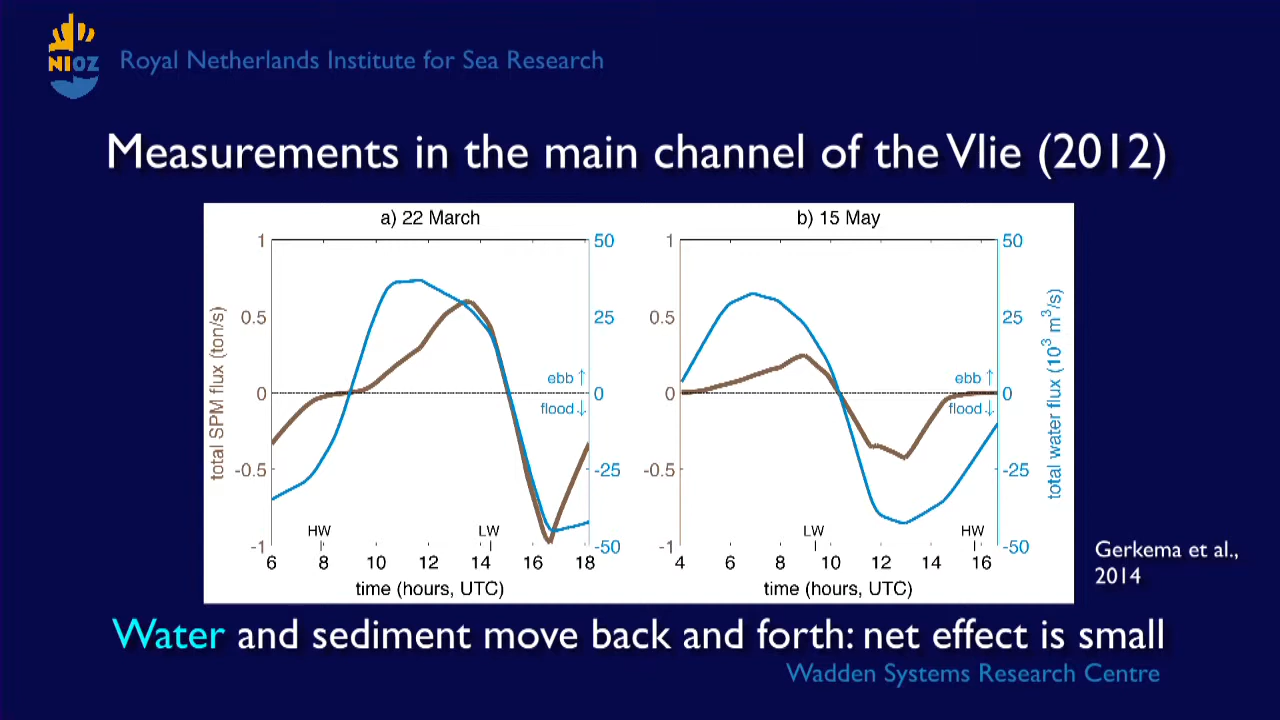 NIOZ
Royal Netherlands Institute for Sea Research
Measurements in the main channel of the Vlie (2012)
a) 22 March
b) 15 May
1
0.5
0
-0.5
-1
50
25
0
-25
-50
6 8 10 12 14 16 18
total SPM flux (ton/s)
time (hours, UTC)
ebb ↑
flood ↓
HW
LW
1
0.5
0
-0.5
-1
50
25
0
-25
-50
4 6 8 10 12 14 16
time (hours, UTC)
total water flux (10³ m³/s)
ebb ↑
flood ↓
LW
HW
Gerkema et al.,
2014
Water and sediment move back and forth: net effect is small
Wadden Systems Research Centre